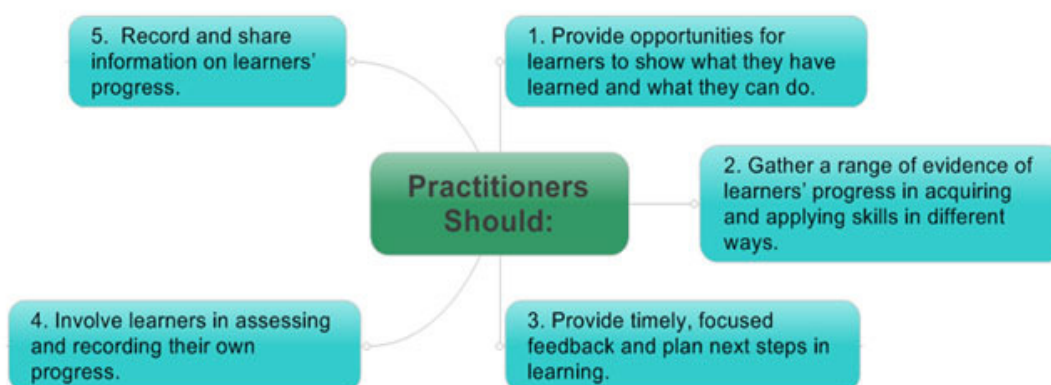 Practitioners
Should:
1. Provide opportunities for
learners to show what they have
learned and what they can do.
2. Gather a range of evidence of
learners’ progress in acquiring
and applying skills in different
ways.
3. Provide timely, focused
feedback and plan next steps in
learning.
4. Involve learners in assessing
and recording their own
progress.
5.  Record and share
information on learners’
progress.